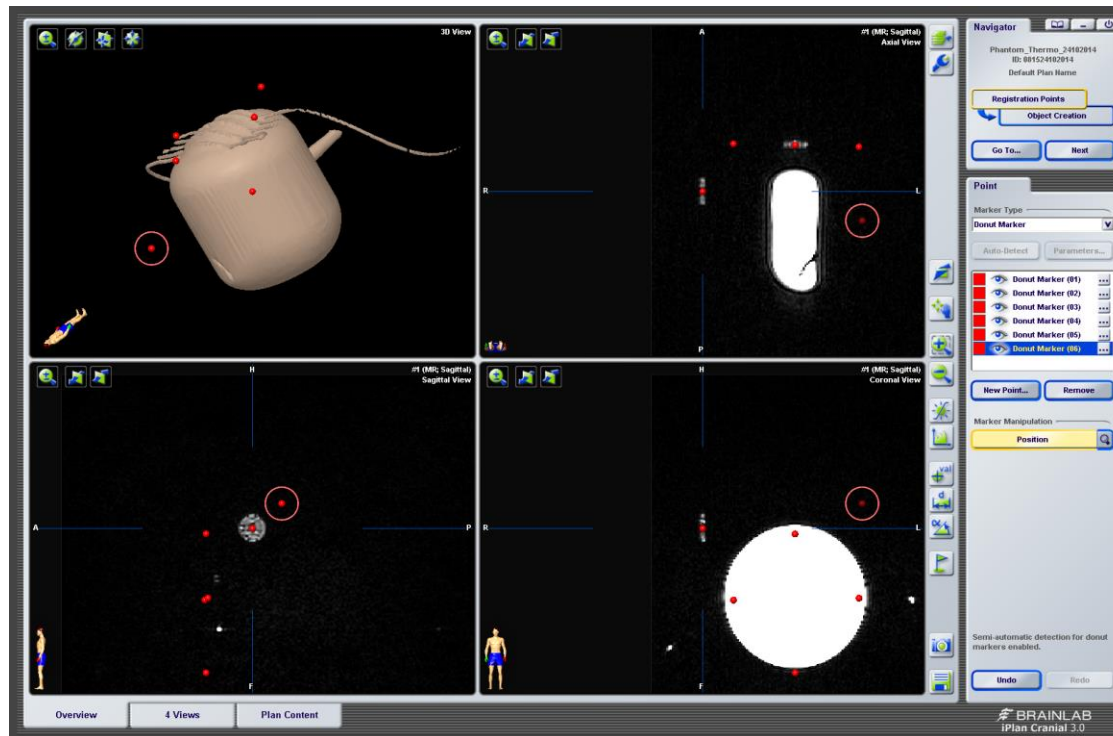 3D View
#1 (MR; Sagittal)
Axial View
A
R
L
P
#1 (MR; Sagittal)
Sagittal View
H
A
P
F
#1 (MR; Sagittal)
Coronal View
H
R
L
F
val
d
Navigator
Phantom_Thermo_24102014
ID: 081524102014
Default Plan Name
Registration Points
Object Creation
Go To...
Next
Point
Marker Type
Donut Marker
Auto-Detect
Parameters...
Donut Marker (01)
Donut Marker (02)
Donut Marker (03)
Donut Marker (04)
Donut Marker (05)
Donut Marker (06)
New Point...
Remove
Marker Manipulation
Position
Semi-automatic detection for donut
markers enabled.
Undo
Redo
Overview
4 Views
Plan Content
BRAINLAB
iPlan Cranial 3.0